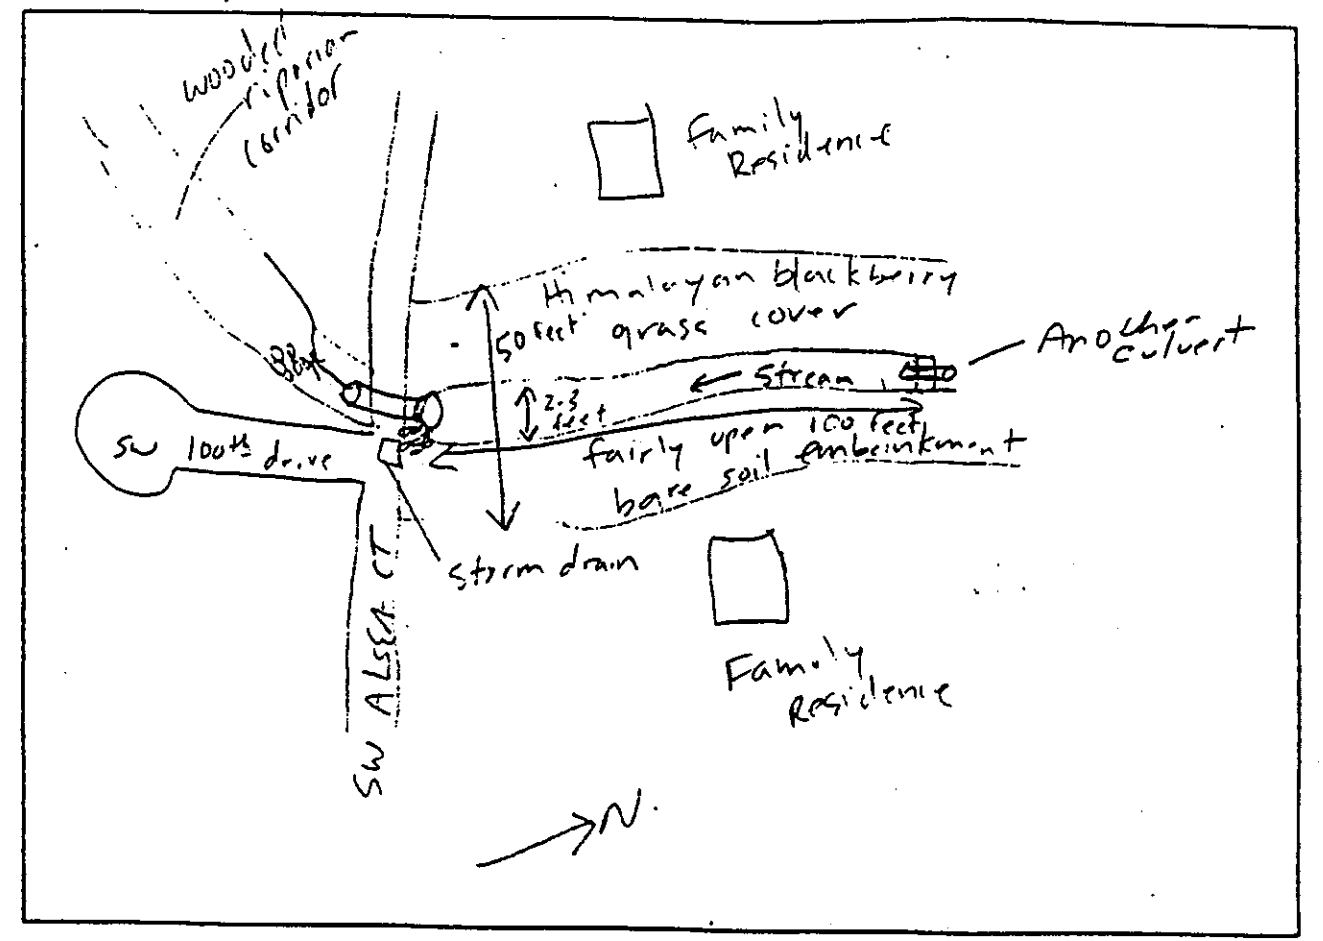 wooded
riparian
corridor
Family
Residence
Himalayan blackberry
grass cover
50 feet
Another
culvert
stream
2-3
feet
fairly open 100 feet
bare soil embankment
SW 100th drive
storm drain
SW ALSEA CT
Family
Residence
N